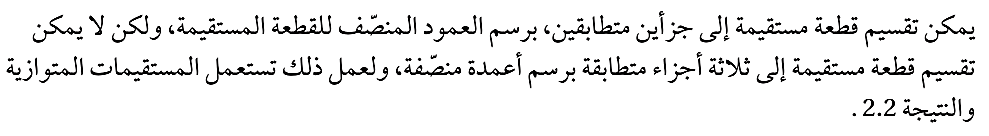 يمكن تقسيم قطعة مستقيمة إلى جزأين متطابقين، برسم العمود المنصّف للقطعة المستقيمة، ولكن لا يمكن
تقسيم قطعة مستقيمة إلى ثلاثة أجزاء متطابقة برسم أعمدة منصّفة، ولعمل ذلك تستعمل المستقيمات المتوازية
والنتيجة 2.2 .